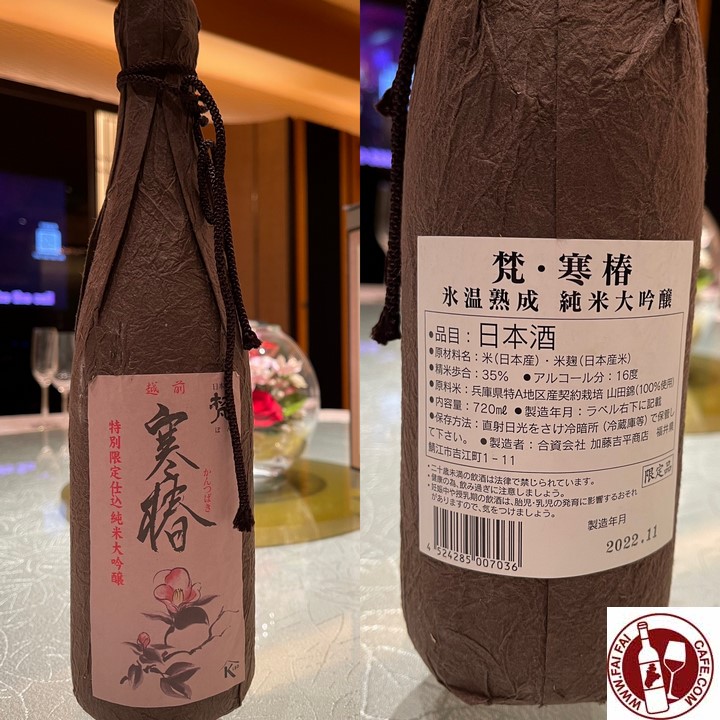 越前
日本
梵
寒椿
かんつばき
特別限定仕込純米大吟醸
梵・寒椿
氷温熟成 純米大吟醸
●品目：日本酒
●原材料名：米（日本産）・米麹（日本産米）
●精米歩合：35% ●アルコール分：16度
●原料米：兵庫県特A地区産契約栽培 山田錦(100%使用)
●内容量：720㎖ ●製造年月：ラベル右下に記載
●保存方法：直射日光をさけ冷暗所（冷蔵庫等）で保管し
て下さい。 ●製造者：合資会社 加藤吉平商店 福井県
鯖江市吉江町1－11
限定品
二十歳未満の飲酒は法律で禁じられています。
健康の為、飲み過ぎに注意しましょう。
妊娠中や授乳期の飲酒は、胎児・乳児の発育に影響するおそれ
がありますので、気をつけましょう。
製造年月
2022.11
4 524285 007036
WWW.FAI FAI CAFE.COM